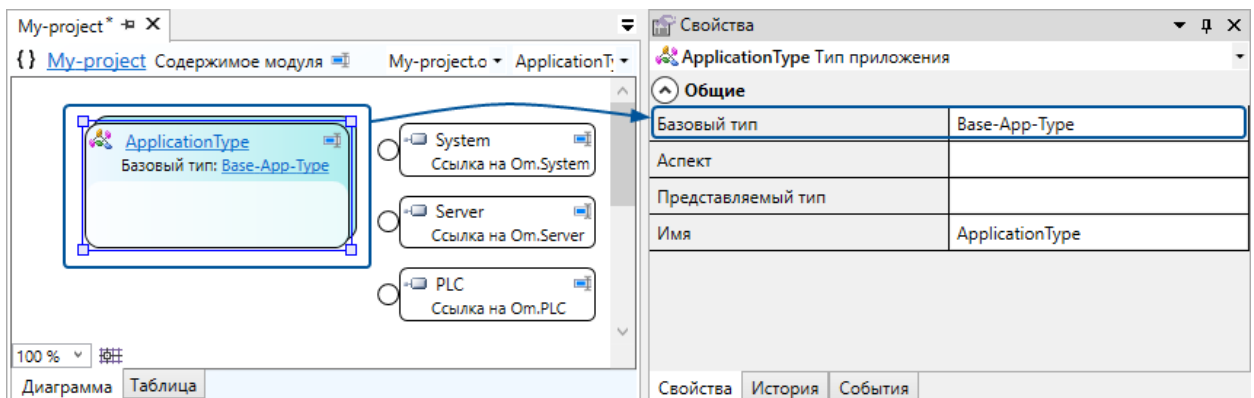 My-project*
{} My-project Содержимое модуля
My-project.o
ApplicationTy
ApplicationType
Базовый тип: Base-App-Type
System
Ссылка на Om.System
Server
Ссылка на Om.Server
PLC
Ссылка на Om.PLC
100 %
Диаграмма
Таблица
Свойства
ApplicationType Тип приложения
Общие
Базовый тип Base-App-Type
Аспект
Представляемый тип
Имя ApplicationType
Свойства
История
События